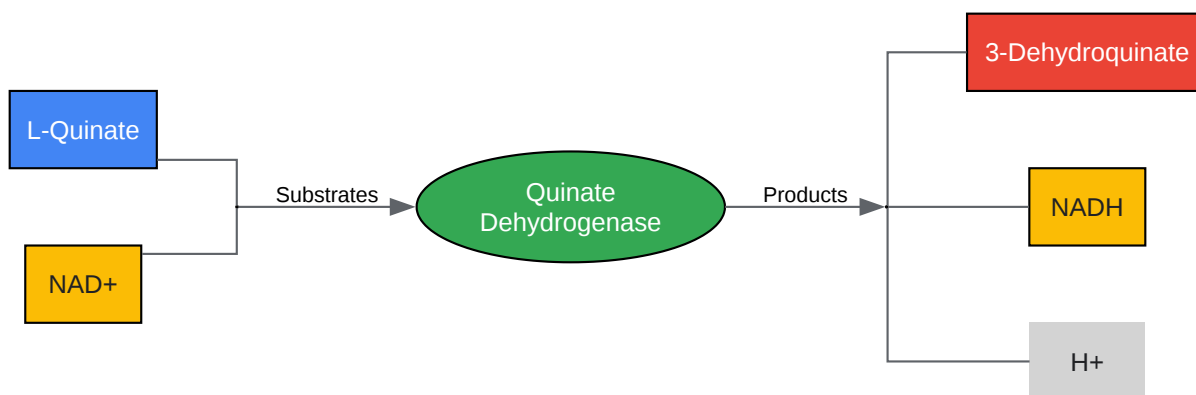 3-Dehydroquinate
L-Quinate
Substrates
Quinate
Dehydrogenase
Products
NADH
NAD+
H+